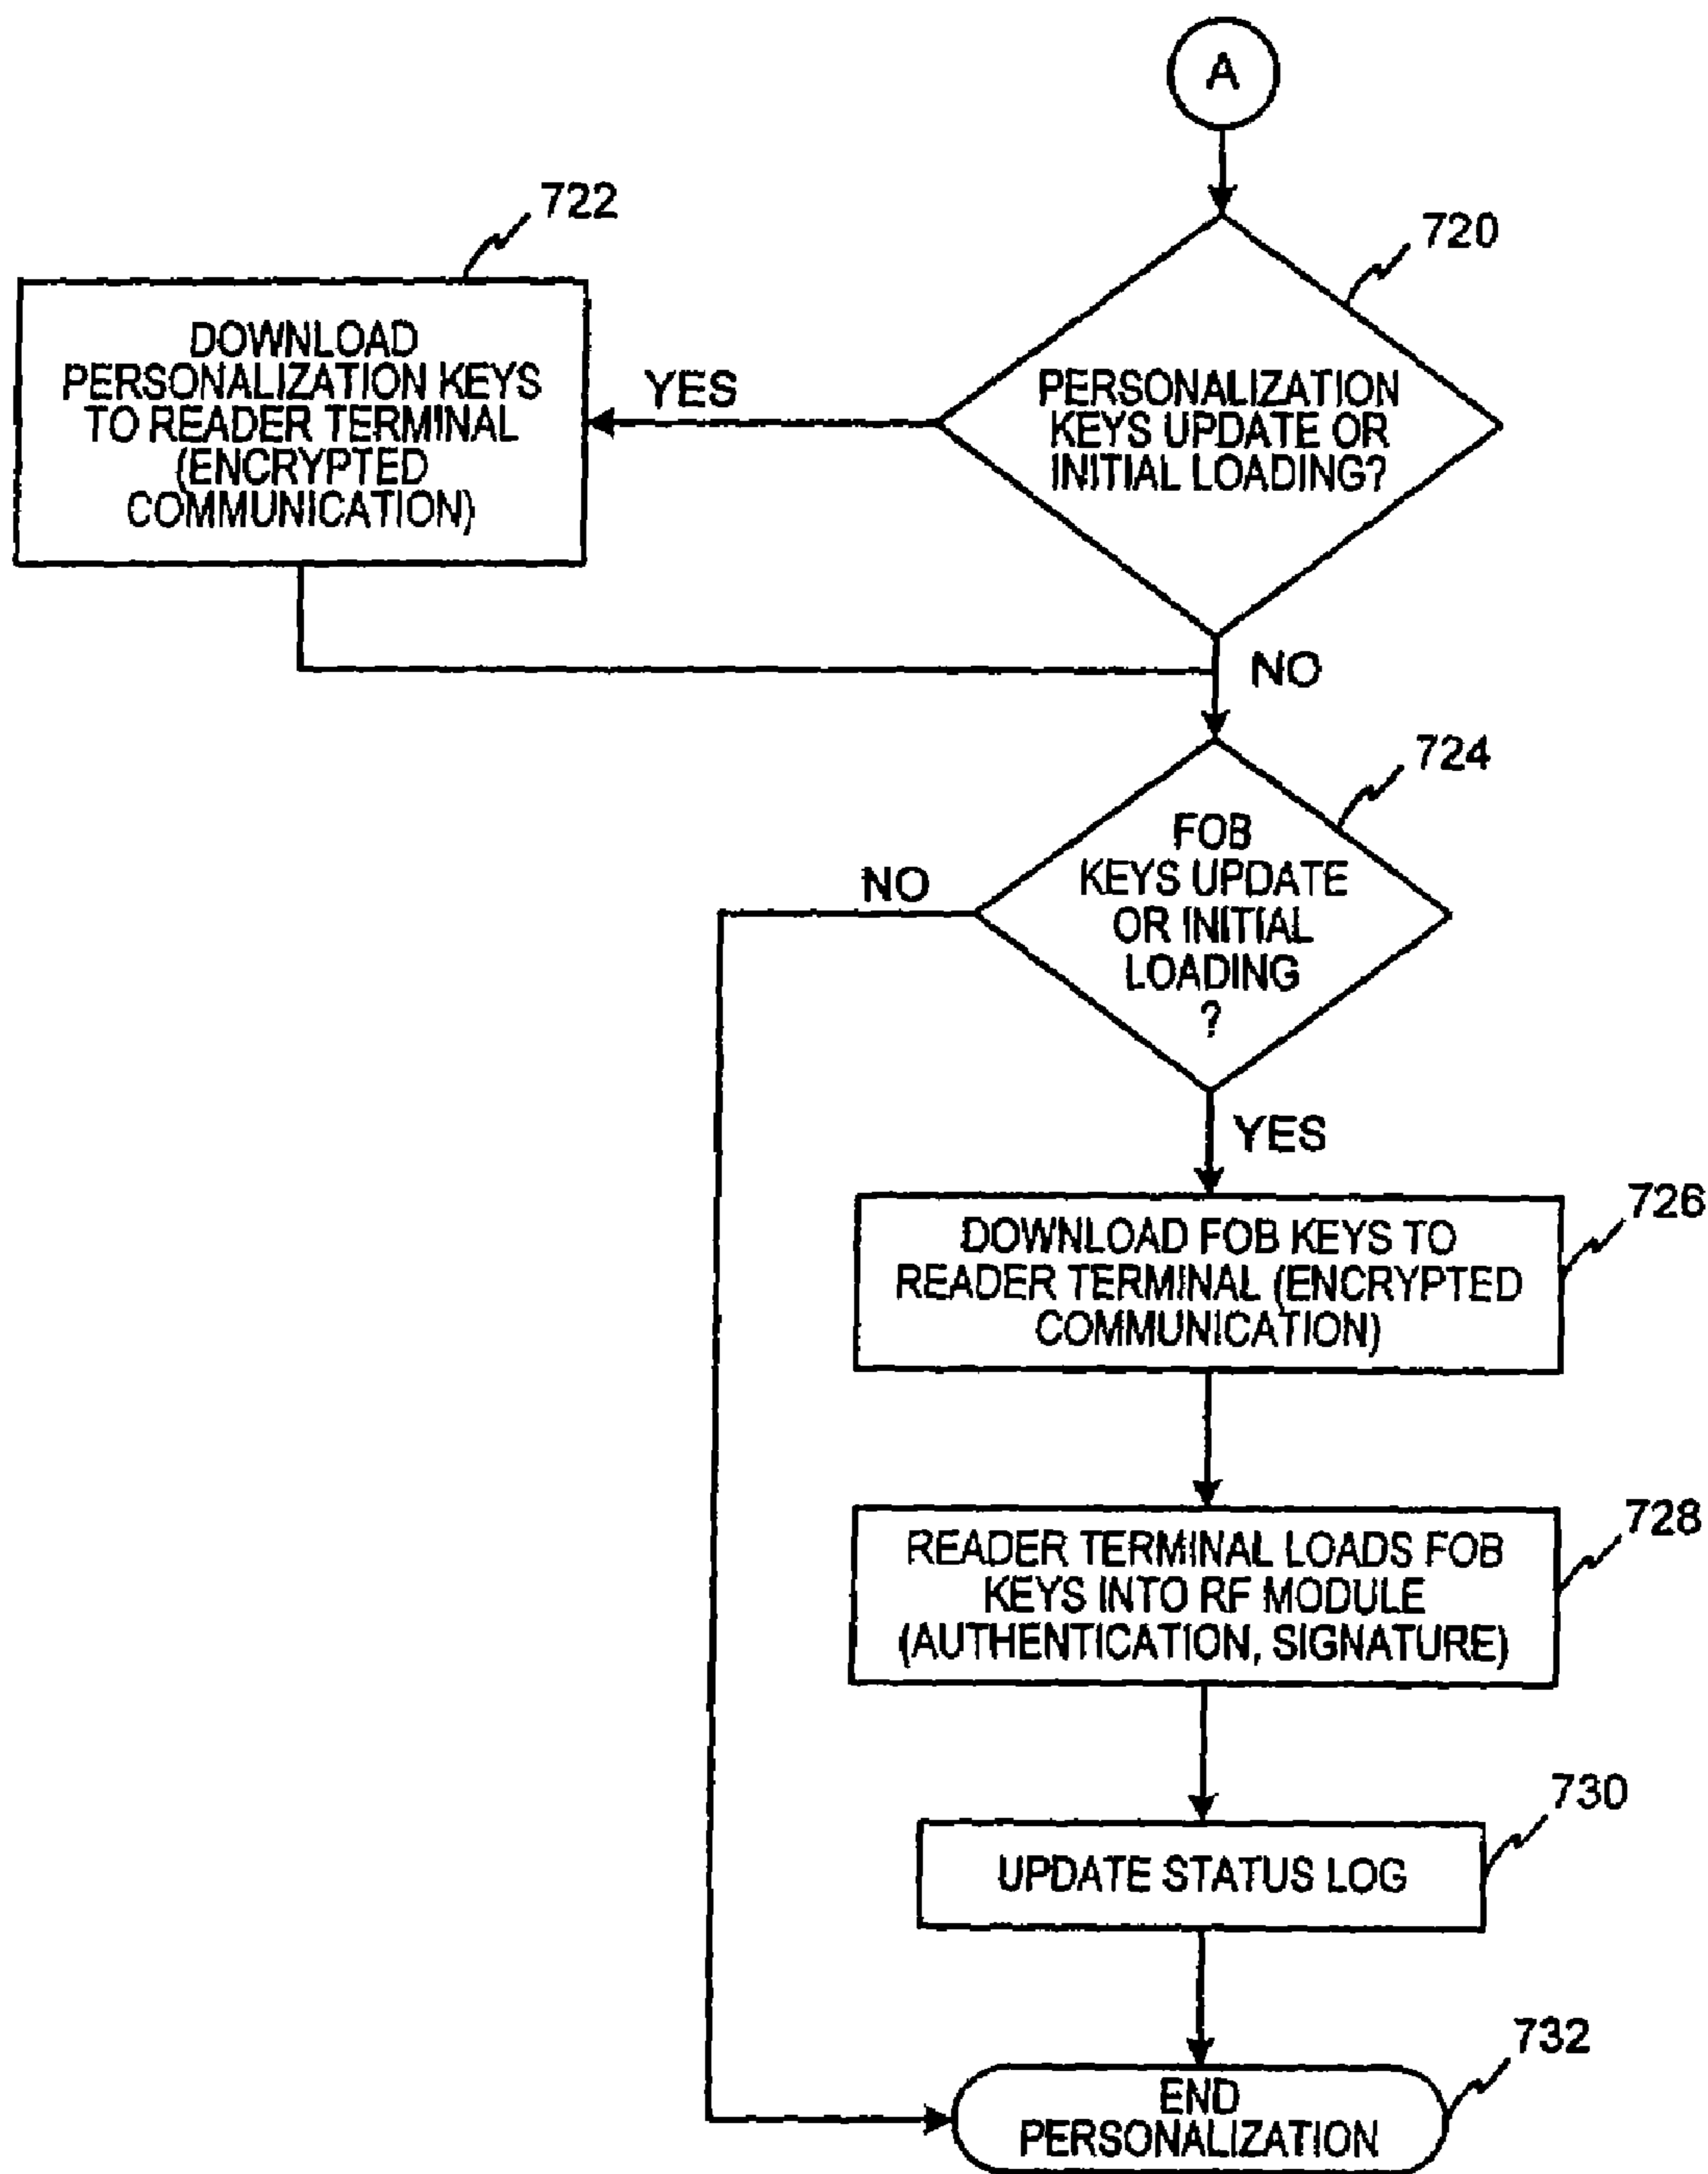 A
720
722
PERSONALIZATION
KEYS UPDATE OR
INITIAL LOADING?
YES
DOWNLOAD
PERSONALIZATION KEYS
TO READER TERMINAL
(ENCRYPTED
COMMUNICATION)
NO
724
FOB
KEYS UPDATE
OR INITIAL
LOADING
?
NO
YES
726
DOWNLOAD FOB KEYS TO
READER TERMINAL (ENCRYPTED
COMMUNICATION)
728
READER TERMINAL LOADS FOB
KEYS INTO RF MODULE
(AUTHENTICATION, SIGNATURE)
730
UPDATE STATUS LOG
732
END
PERSONALIZATION